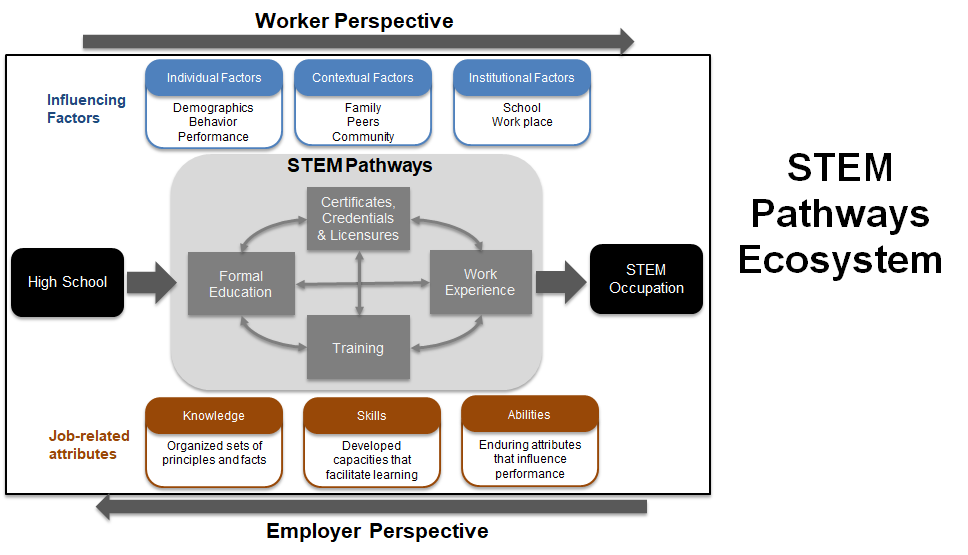 Worker Perspective
Influencing
Factors
Individual Factors
Demographics
Behavior
Performance
Contextual Factors
Family
Peers
Community
Institutional Factors
School
Work place
STEM Pathways
Certificates,
Credentials
& Licensures
Formal
Education
Work
Experience
Training
High School
STEM
Occupation
Job-related
attributes
Knowledge
Organized sets of
principles and facts
Skills
Developed
capacities that
facilitate learning
Abilities
Enduring attributes
that influence
performance
Employer Perspective
STEM
Pathways
Ecosystem